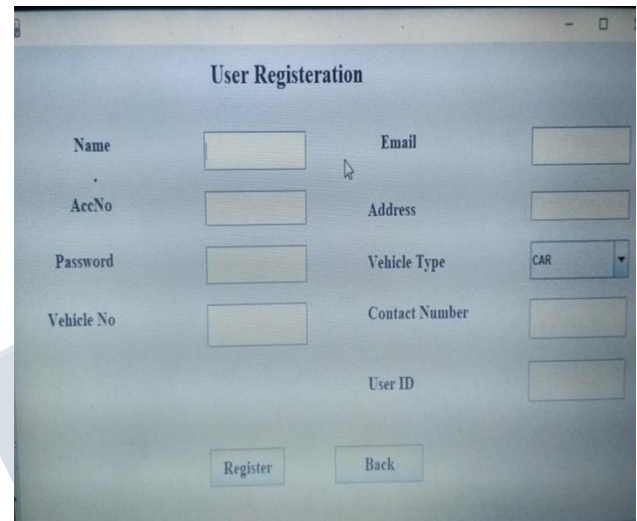 User Registeration
Name
Email
AccNo
Address
Password
Vehicle Type
CAR
Vehicle No
Contact Number
User ID
Register
Back